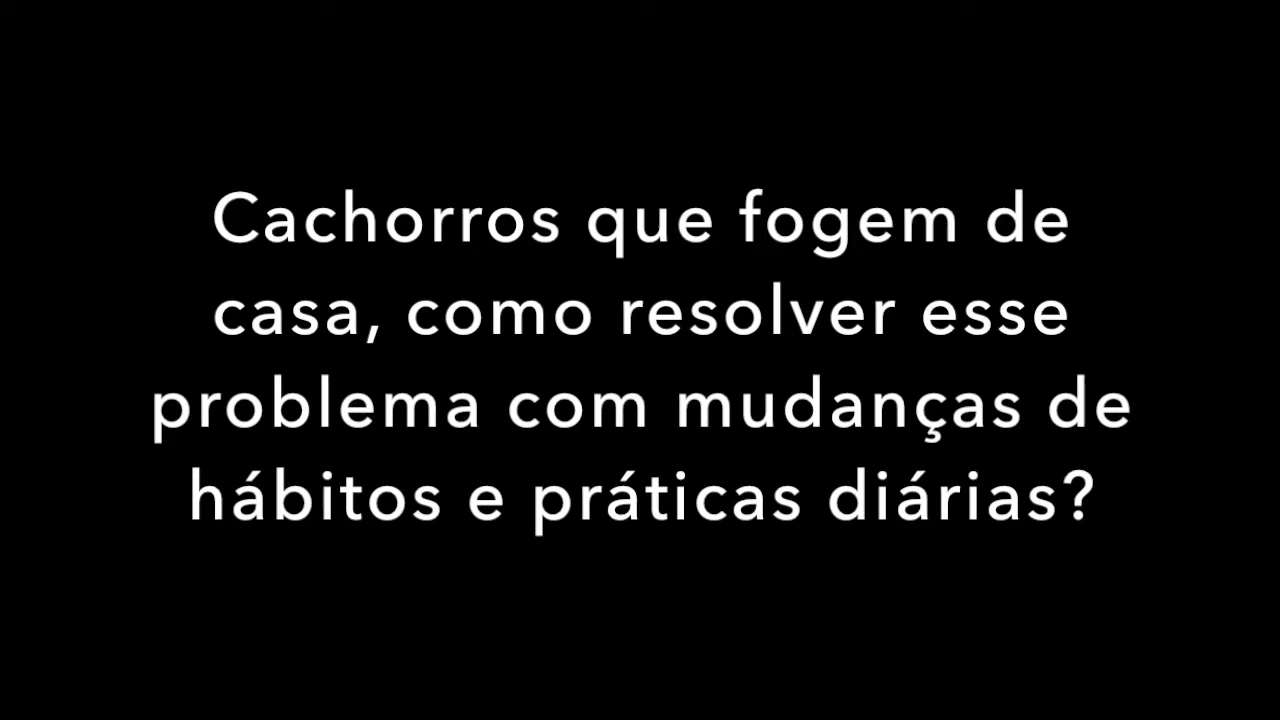 Cachorros que fogem de
casa, como resolver esse
problema com mudanças de
hábitos e práticas diárias?